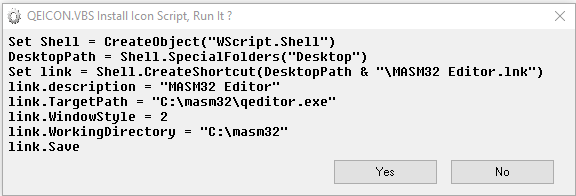 QEICON.VBS Install Icon Script, Run It ?
Set Shell = CreateObject("WScript.Shell")
DesktopPath = Shell.SpecialFolders("Desktop")
Set link = Shell.CreateShortcut(DesktopPath & "\MASM32 Editor.lnk")
link.description = "MASM32 Editor"
link.TargetPath = "C:\masm32\qeditor.exe"
link.WindowStyle = 2
link.WorkingDirectory = "C:\masm32"
link.Save
Yes No